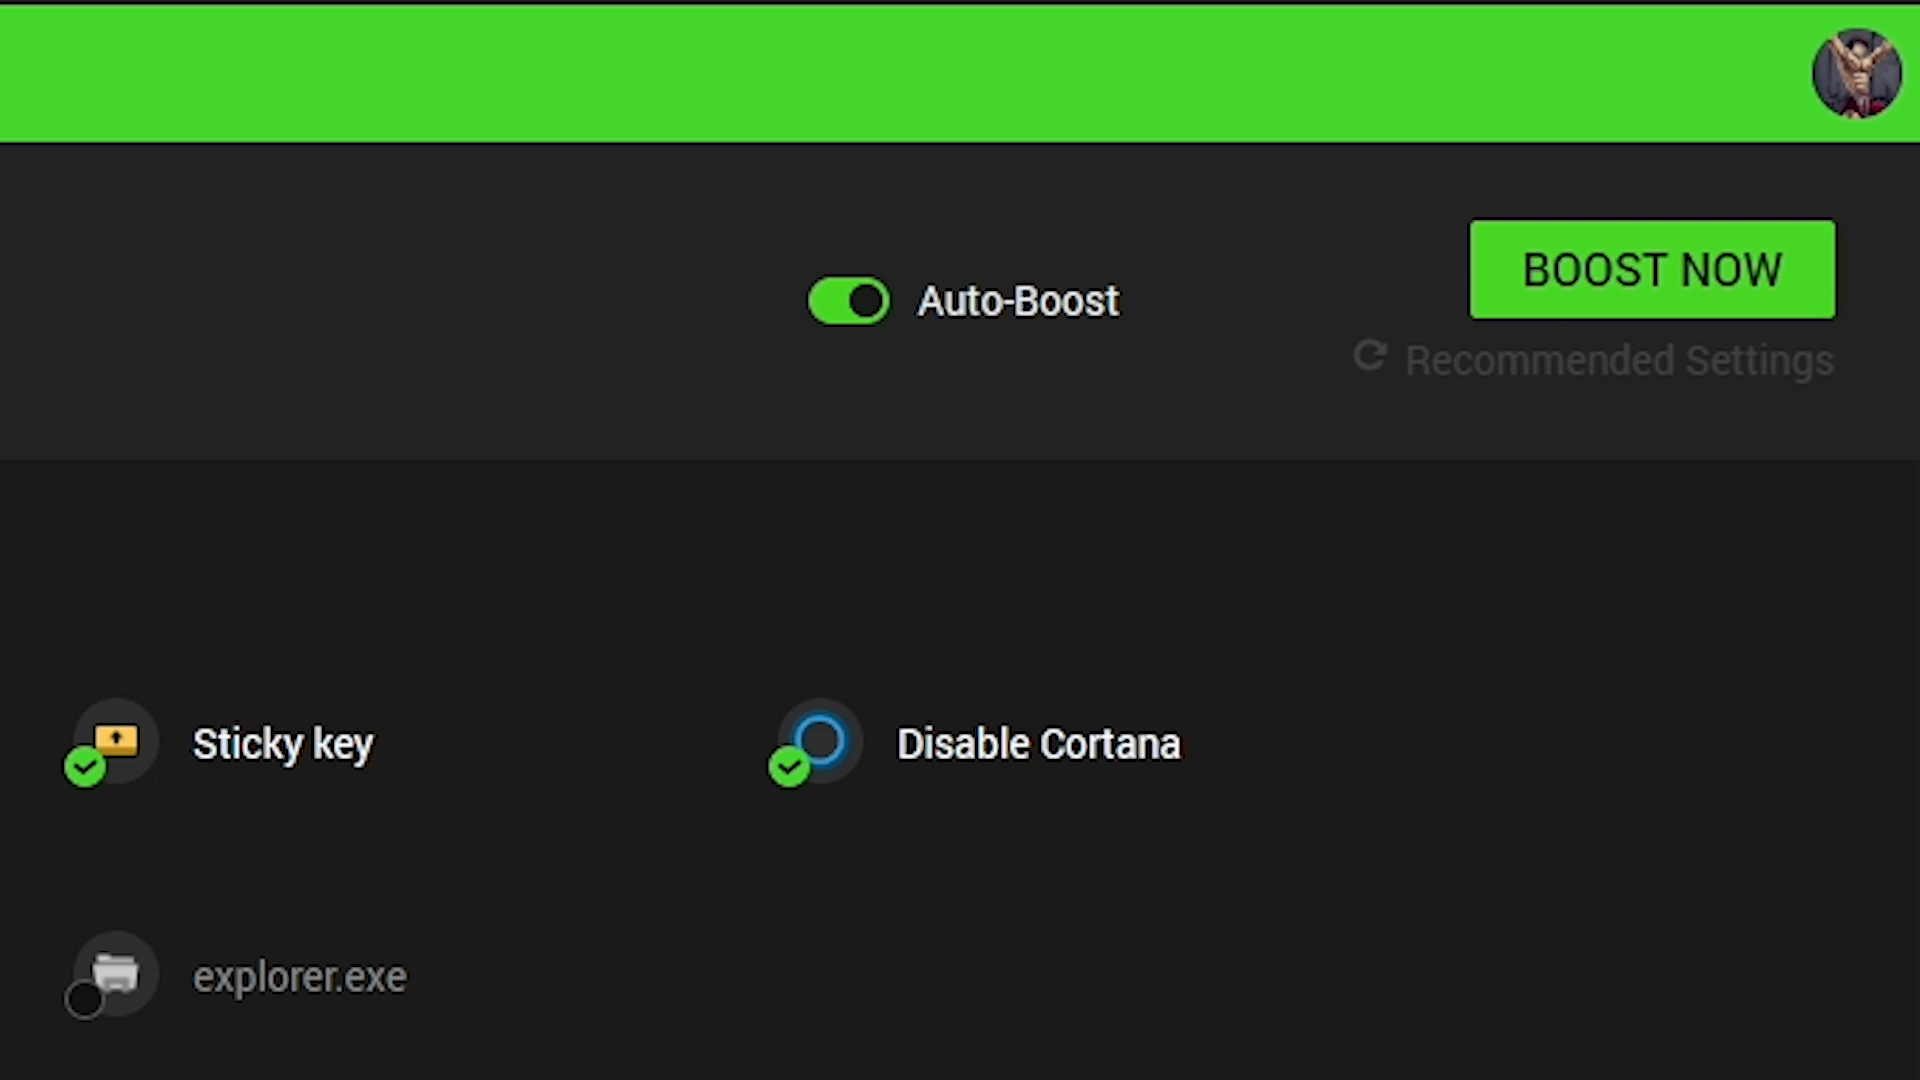 BOOST NOW
Auto-Boost
Recommended Settings
Sticky key
Disable Cortana
explorer.exe